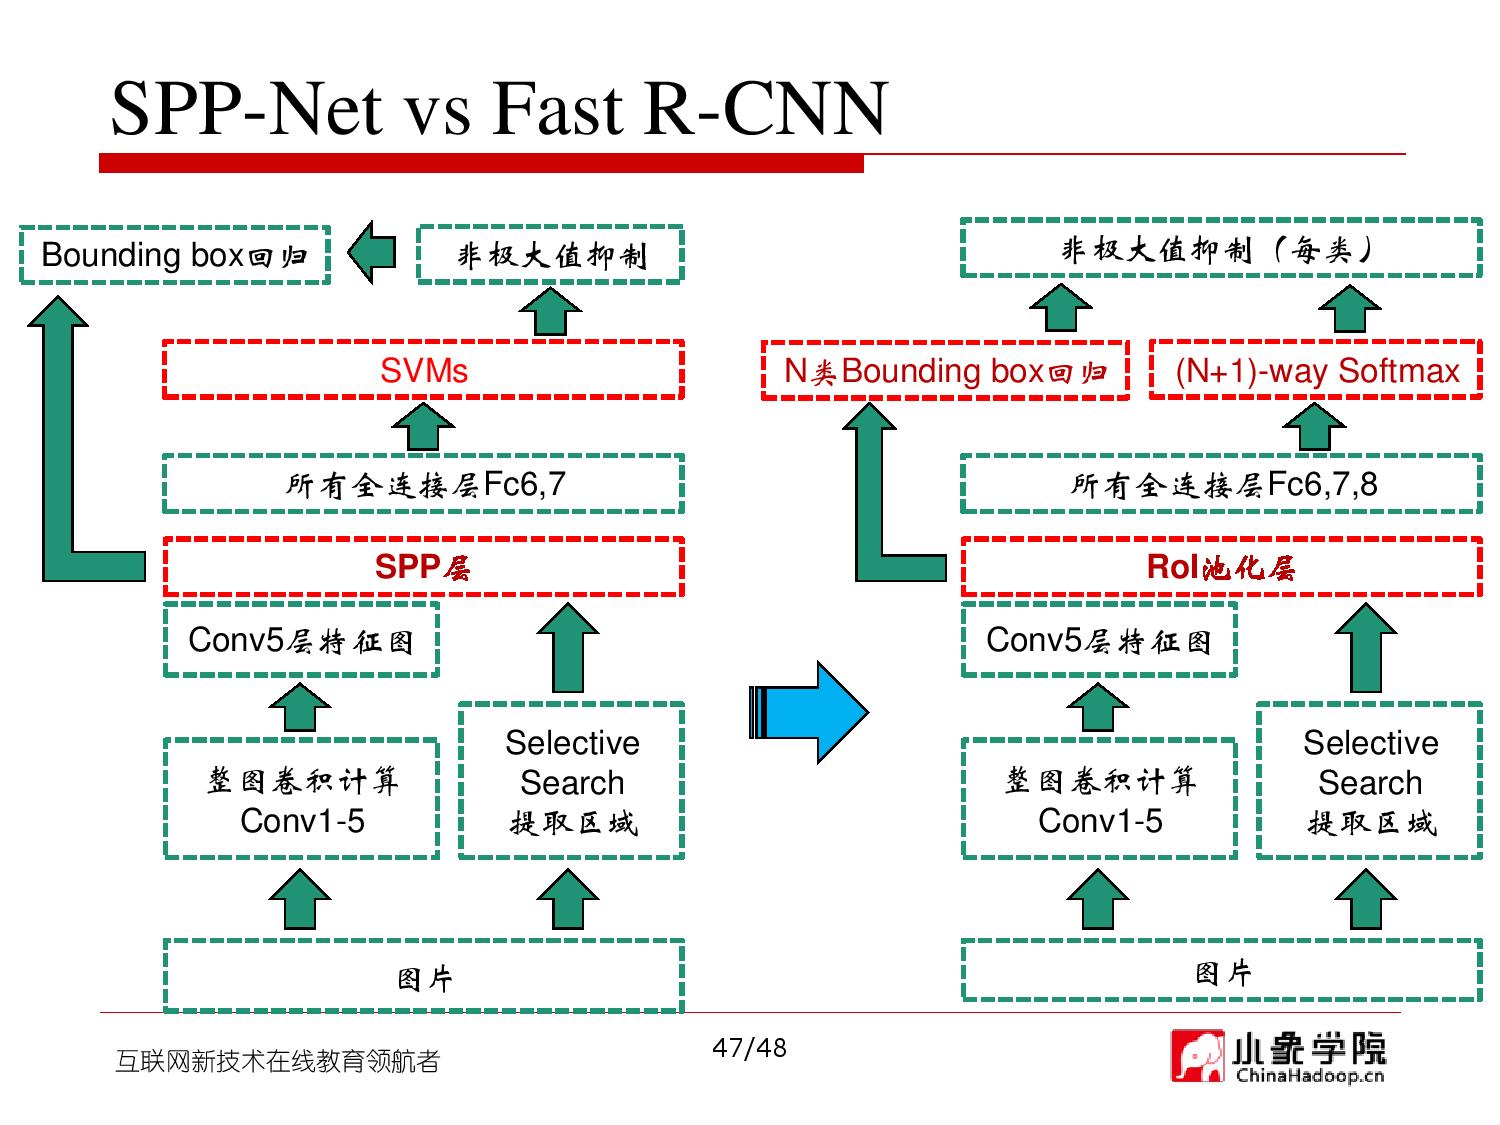 SPP-Net vs Fast R-CNN
Bounding box回归
非极大值抑制
SVMs
所有全连接层Fc6,7
SPP层
Conv5层特征图
整图卷积计算
Conv1-5
Selective
Search
提取区域
图片
非极大值抑制（每类）
N类Bounding box回归
(N+1)-way Softmax
所有全连接层Fc6,7,8
RoI池化层
Conv5层特征图
整图卷积计算
Conv1-5
Selective
Search
提取区域
图片
互联网新技术在线教育领航者
47/48
小象学院
ChinaHadoop.cn